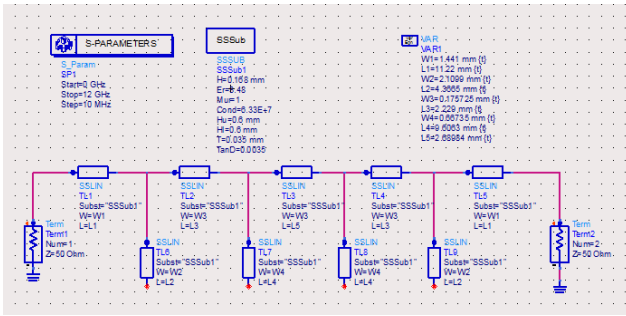 S-PARAMETERS
S_Param
SP1
Start=0 GHz
Stop=12 GHz
Step=10 MHz
SSSub
SSSUB
SSSub1
H=0.168 mm
Er=3.48
Mur=1
Cond=6.33E+7
Hu=0.6 mm
Hl=0.6 mm
T=0.035 mm
TanD=0.0035
VAR
VAR1
W1=1.441 mm {t}
L1=11.22 mm {t}
W2=2.1099 mm {t}
L2=4.3665 mm {t}
W3=0.175725 mm {t}
L3=2.229 mm {t}
W4=0.66735 mm {t}
L4=9.6063 mm {t}
L5=2.68984 mm {t}
SSLIN
TL1
Subst="SSSub1"
W=W1
L=L1
SSLIN
TL2
Subst="SSSub1"
W=W3
L=L3
SSLIN
TL3
Subst="SSSub1"
W=W3
L=L5
SSLIN
TL4
Subst="SSSub1"
W=W3
L=L3
SSLIN
TL5
Subst="SSSub1"
W=W1
L=L1
Term
Term1
Num=1
Z=50 Ohm
SSLIN
TL6
Subst="SSSub1"
W=W2
L=L2
SSLIN
TL7
Subst="SSSub1"
W=W4
L=L4
SSLIN
TL8
Subst="SSSub1"
W=W4
L=L4
SSLIN
TL9
Subst="SSSub1"
W=W2
L=L2
Term
Term2
Num=2
Z=50 Ohm